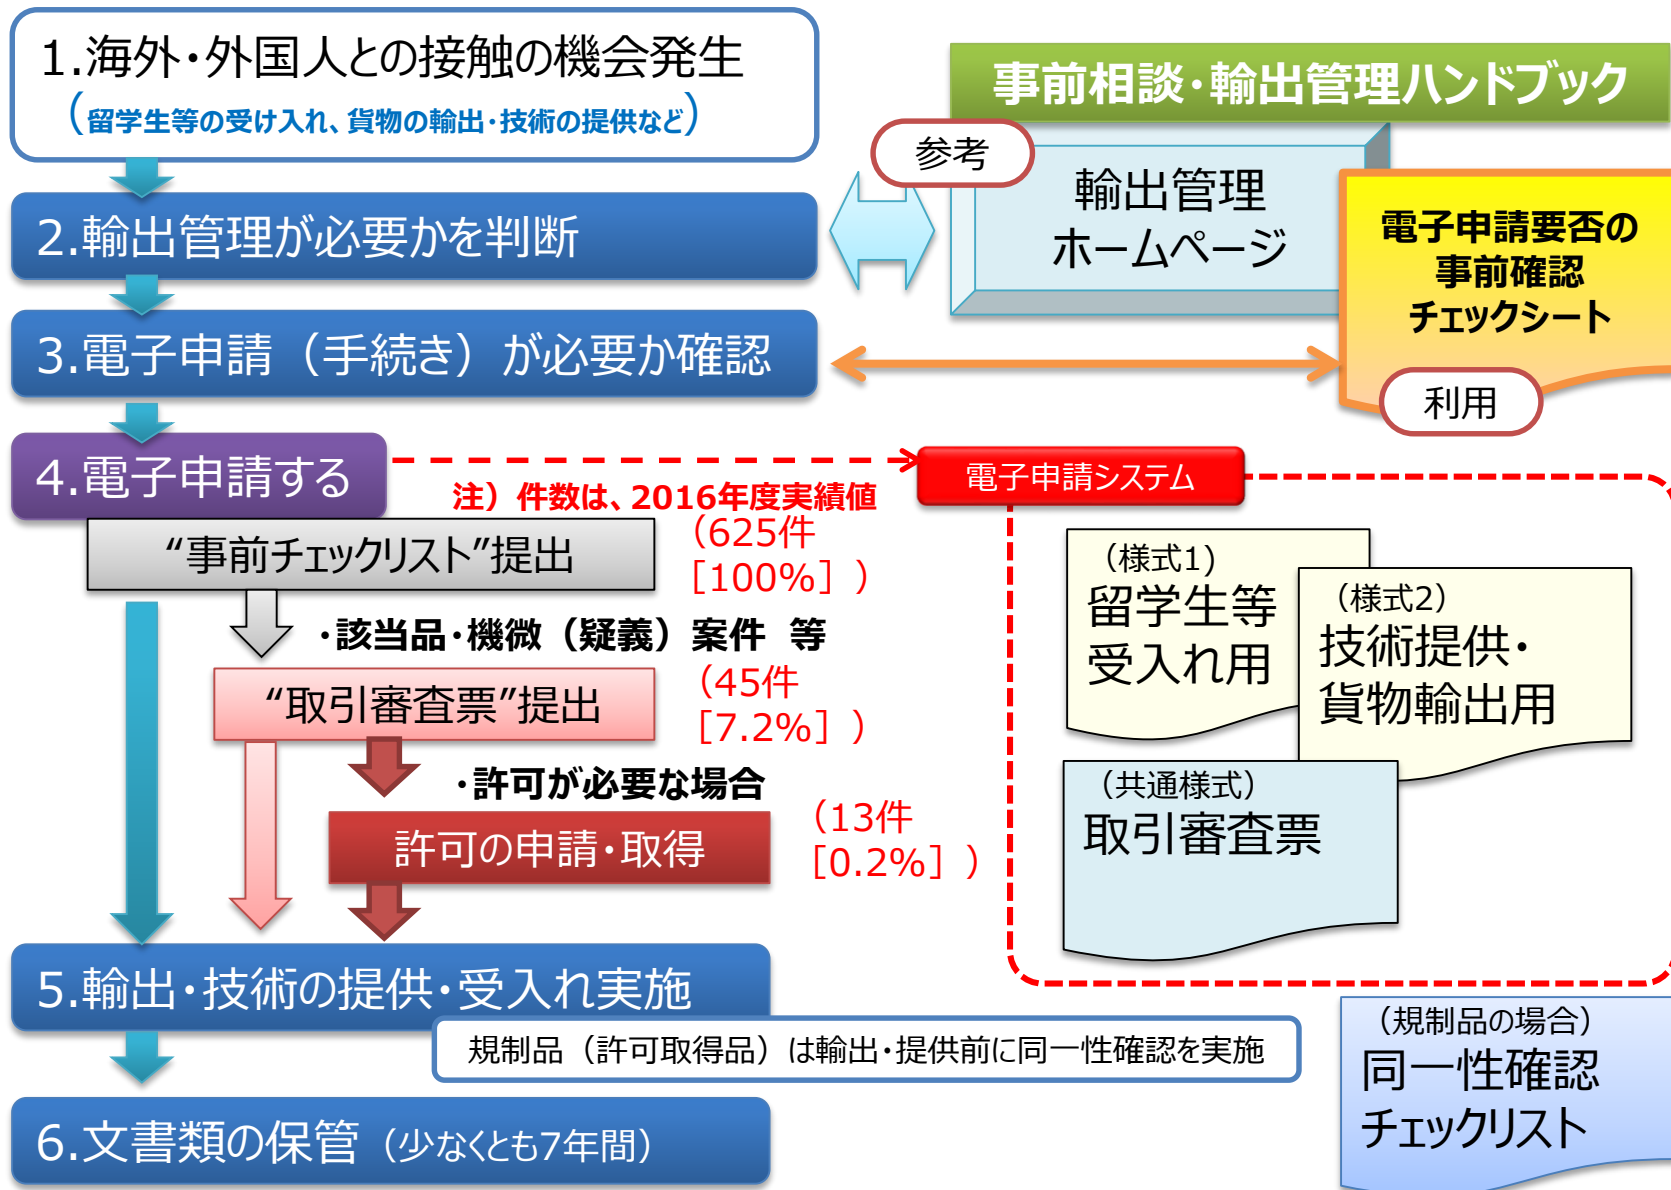 1.海外・外国人との接触の機会発生
（留学生等の受け入れ、貨物の輸出・技術の提供など）
事前相談・輸出管理ハンドブック
参考
輸出管理
ホームページ
2.輸出管理が必要かを判断
電子申請要否の
事前確認
チェックシート
3.電子申請（手続き）が必要か確認
利用
4.電子申請する
電子申請システム
注）件数は、2016年度実績値
“事前チェックリスト”提出
（625件
［100%］）
・該当品・機微（疑義）案件 等
“取引審査票”提出
（45件
［7.2%］）
・許可が必要な場合
許可の申請・取得
（13件
［0.2%］）
（様式1)
留学生等
受入れ用
（様式2）
技術提供・
貨物輸出用
（共通様式）
取引審査票
5.輸出・技術の提供・受入れ実施
規制品（許可取得品）は輸出・提供前に同一性確認を実施
（規制品の場合）
同一性確認
チェックリスト
6.文書類の保管（少なくとも7年間）